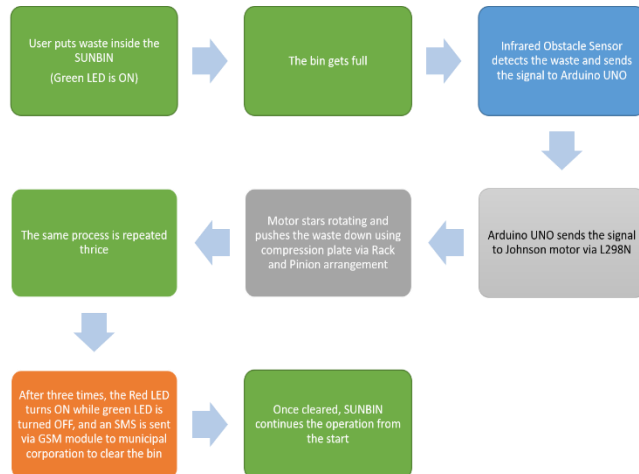 User puts waste inside the
SUNBIN
(Green LED is ON)
The bin gets full
Infrared Obstacle Sensor
detects the waste and sends
the signal to Arduino UNO
Arduino UNO sends the signal
to Johnson motor via L298N
Motor stars rotating and
pushes the waste down using
compression plate via Rack
and Pinion arrangement
The same process is repeated
thrice
After three times, the Red LED
turns ON while green LED is
turned OFF, and an SMS is sent
via GSM module to municipal
corporation to clear the bin
Once cleared, SUNBIN
continues the operation from
the start